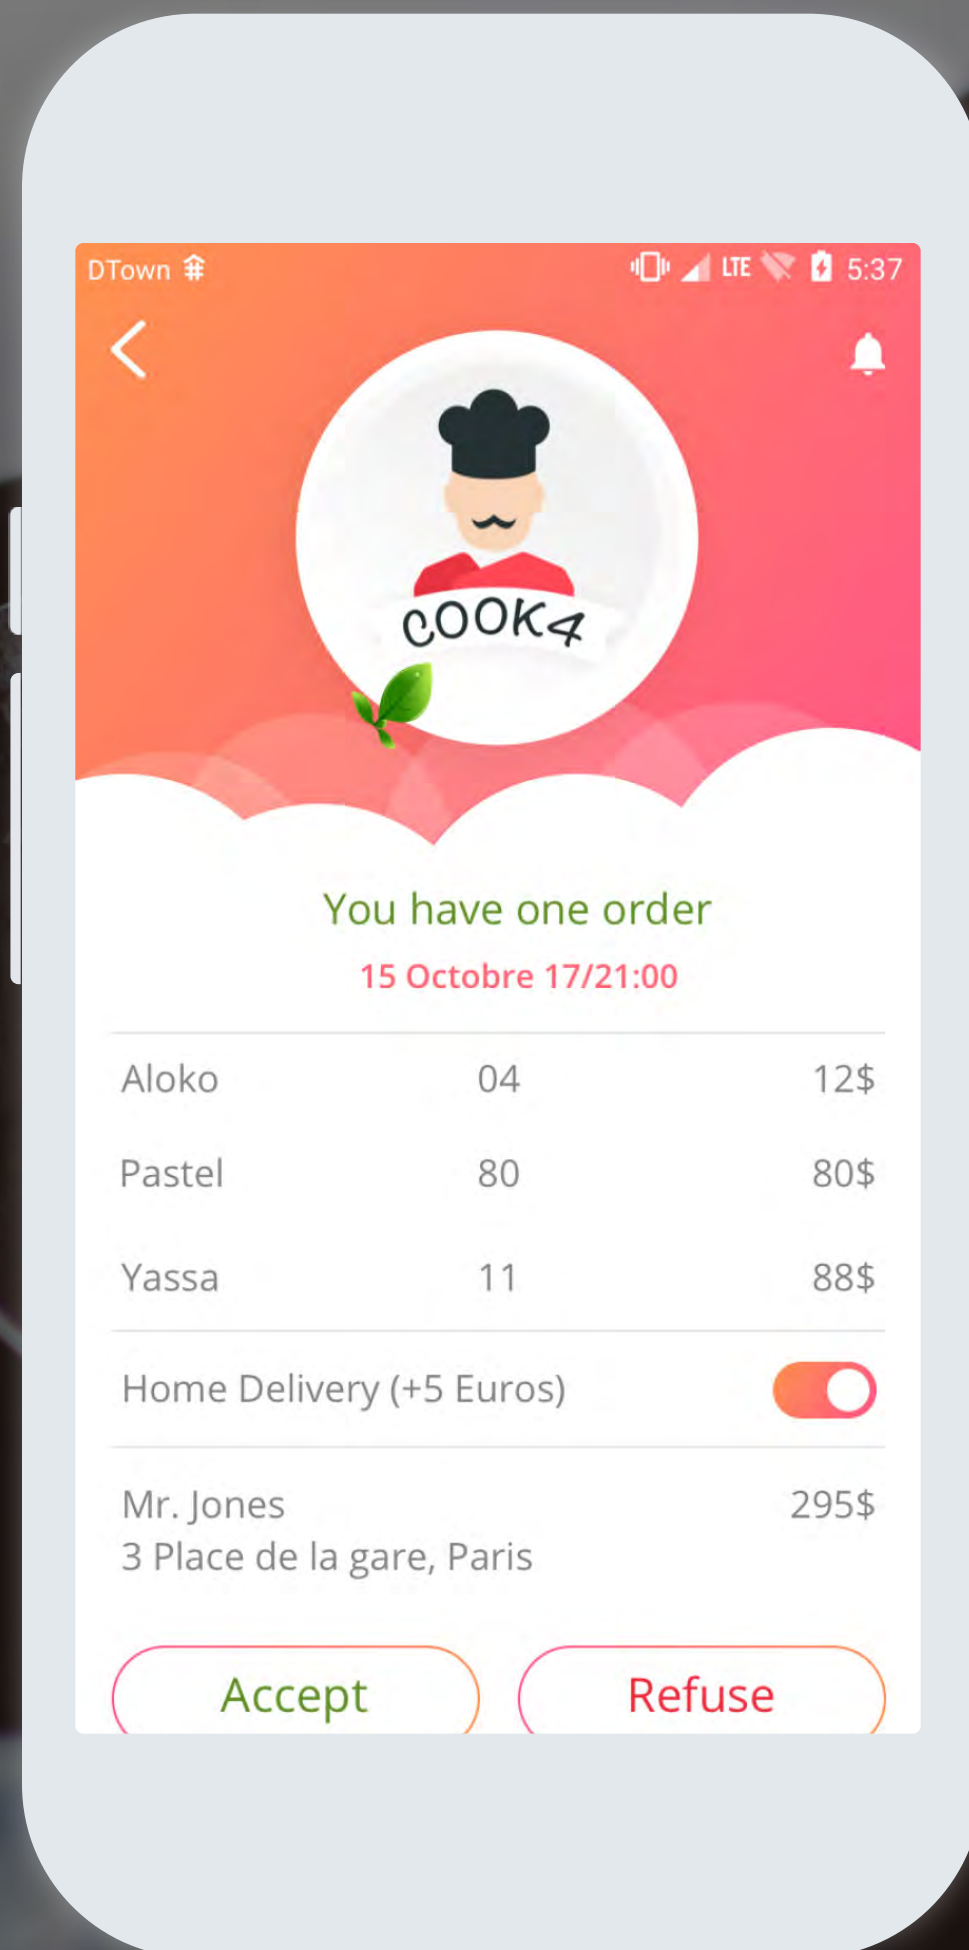 DTown
LTE 5:37
COOK4
You have one order
15 Octobre 17/21:00
Aloko 04 12$
Pastel 80 80$
Yassa 11 88$
Home Delivery (+5 Euros)
Mr. Jones 295$
3 Place de la gare, Paris
Accept Refuse